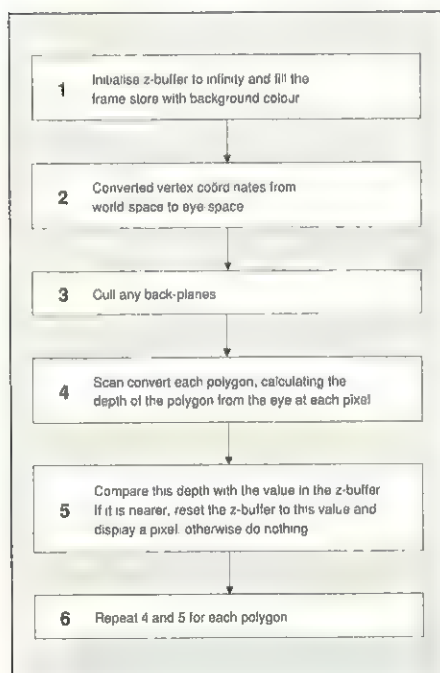 1 Initialise z-buffer to infinity and fill the
frame store with background colour
2 Converted vertex coordinates from
world space to eye space
3 Cull any back-planes
4 Scan convert each polygon, calculating the
depth of the polygon from the eye at each pixel
5 Compare this depth with the value in the z-buffer
If it is nearer, reset the z-buffer to this value and
display a pixel, otherwise do nothing
6 Repeat 4 and 5 for each polygon